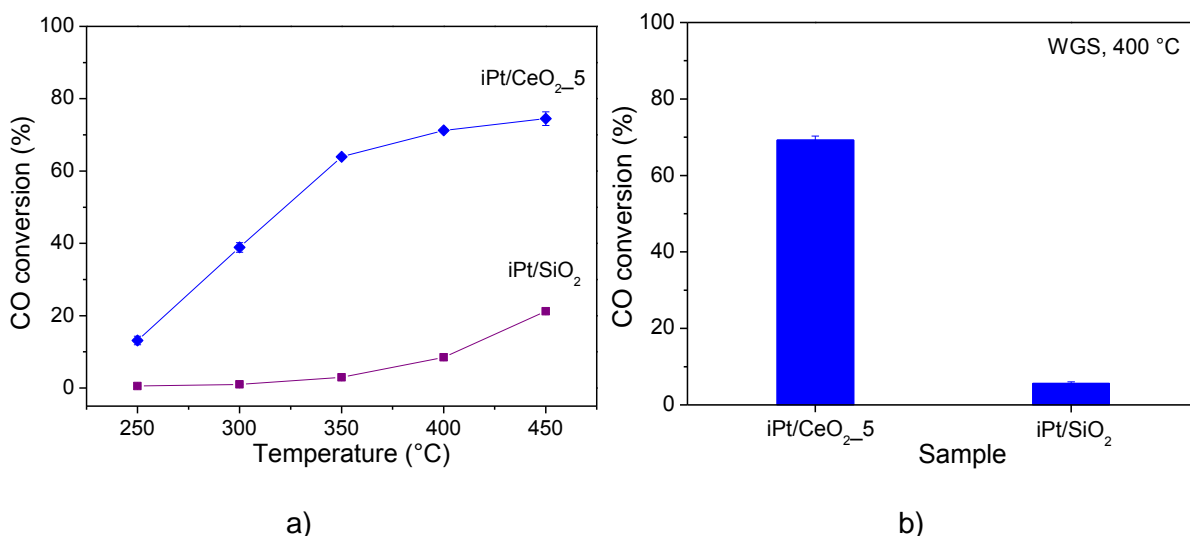 100
80
60
40
20
0
CO conversion (%)
iPt/CeO₂_5
iPt/SiO₂
250 300 350 400 450
Temperature (°C)
a)
100
80
60
40
20
0
CO conversion (%)
WGS, 400 °C
iPt/CeO₂_5 iPt/SiO₂
Sample
b)